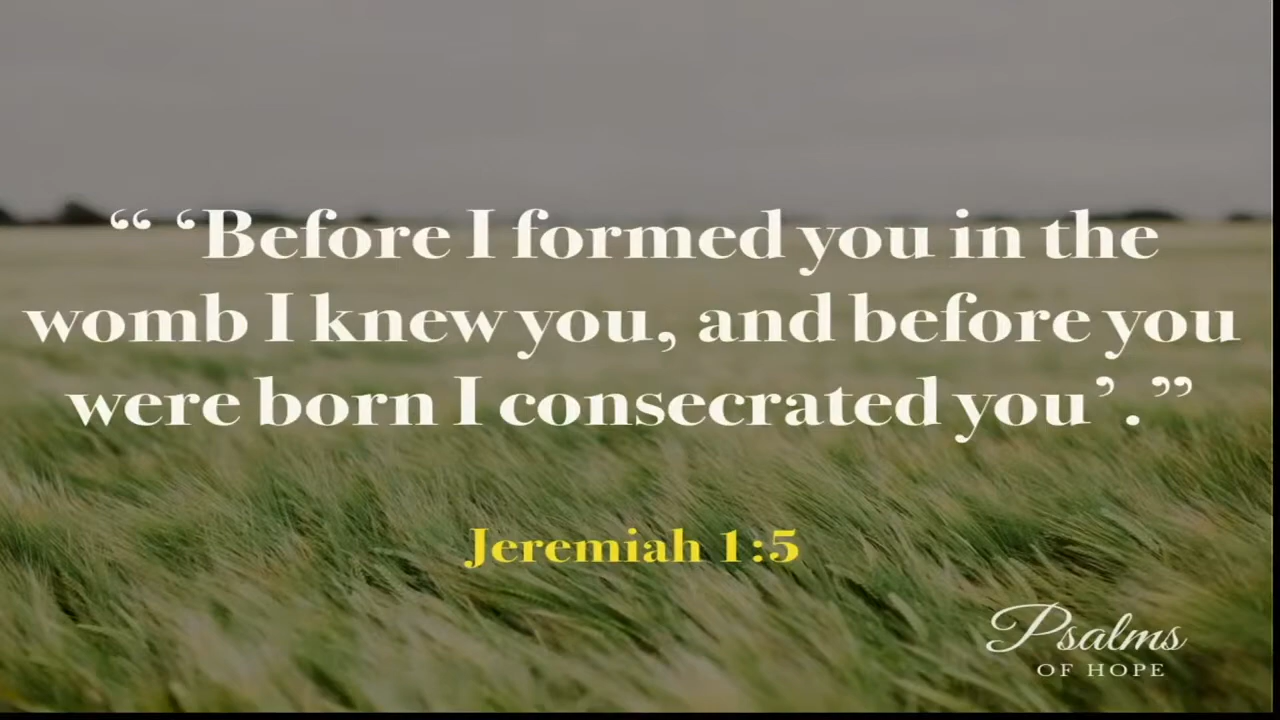 “ ‘Before I formed you in the
womb I knew you, and before you
were born I consecrated you’.”
Jeremiah 1:5
Psalms
OF HOPE